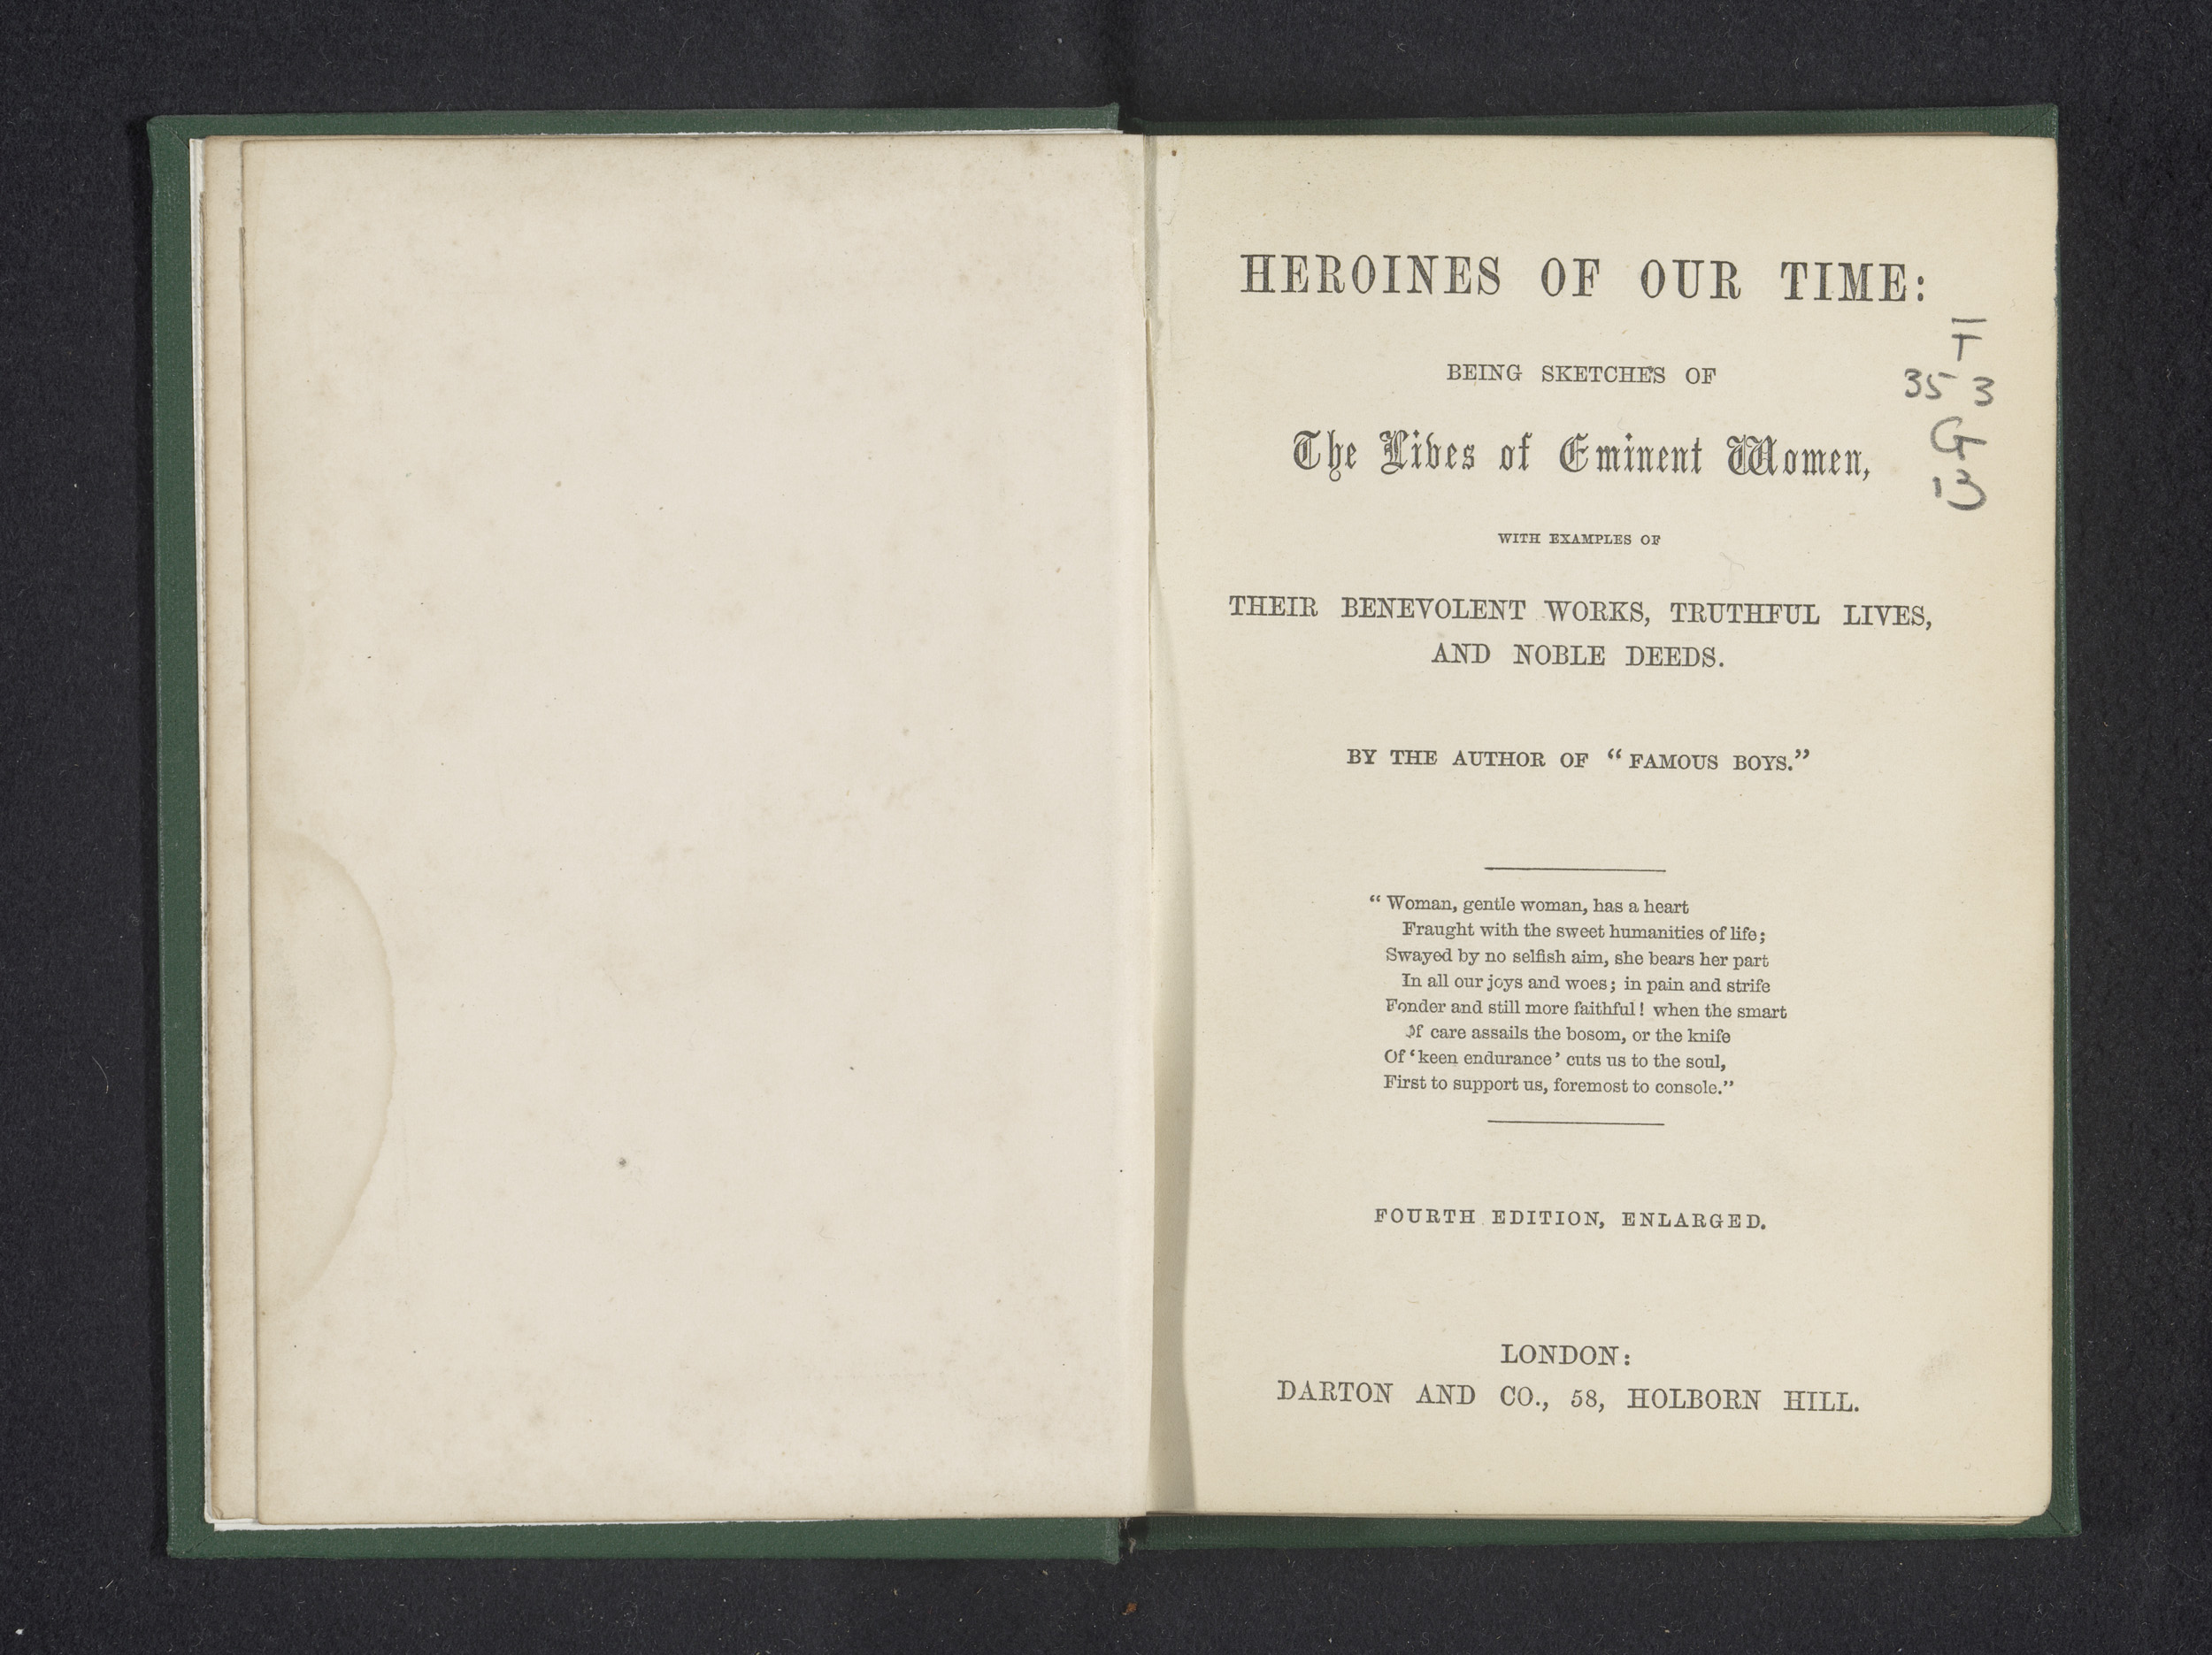 HEROINES OF OUR TIME:
BEING SKETCHES OF
The Lives of Eminent Women,
WITH EXAMPLES OF
THEIR BENEVOLENT WORKS, TRUTHFUL LIVES,
AND NOBLE DEEDS.
BY THE AUTHOR OF "FAMOUS BOYS."
"Woman, gentle woman, has a heart
Fraught with the sweet humanities of life;
Swayed by no selfish aim, she bears her part
In all our joys and woes; in pain and strife
Fonder and still more faithful! when the smart
Of care assails the bosom, or the knife
Of 'keen endurance' cuts us to the soul,
First to support us, foremost to console."
FOURTH EDITION, ENLARGED.
LONDON:
DARTON AND CO., 58, HOLBORN HILL.
T
353
G
13